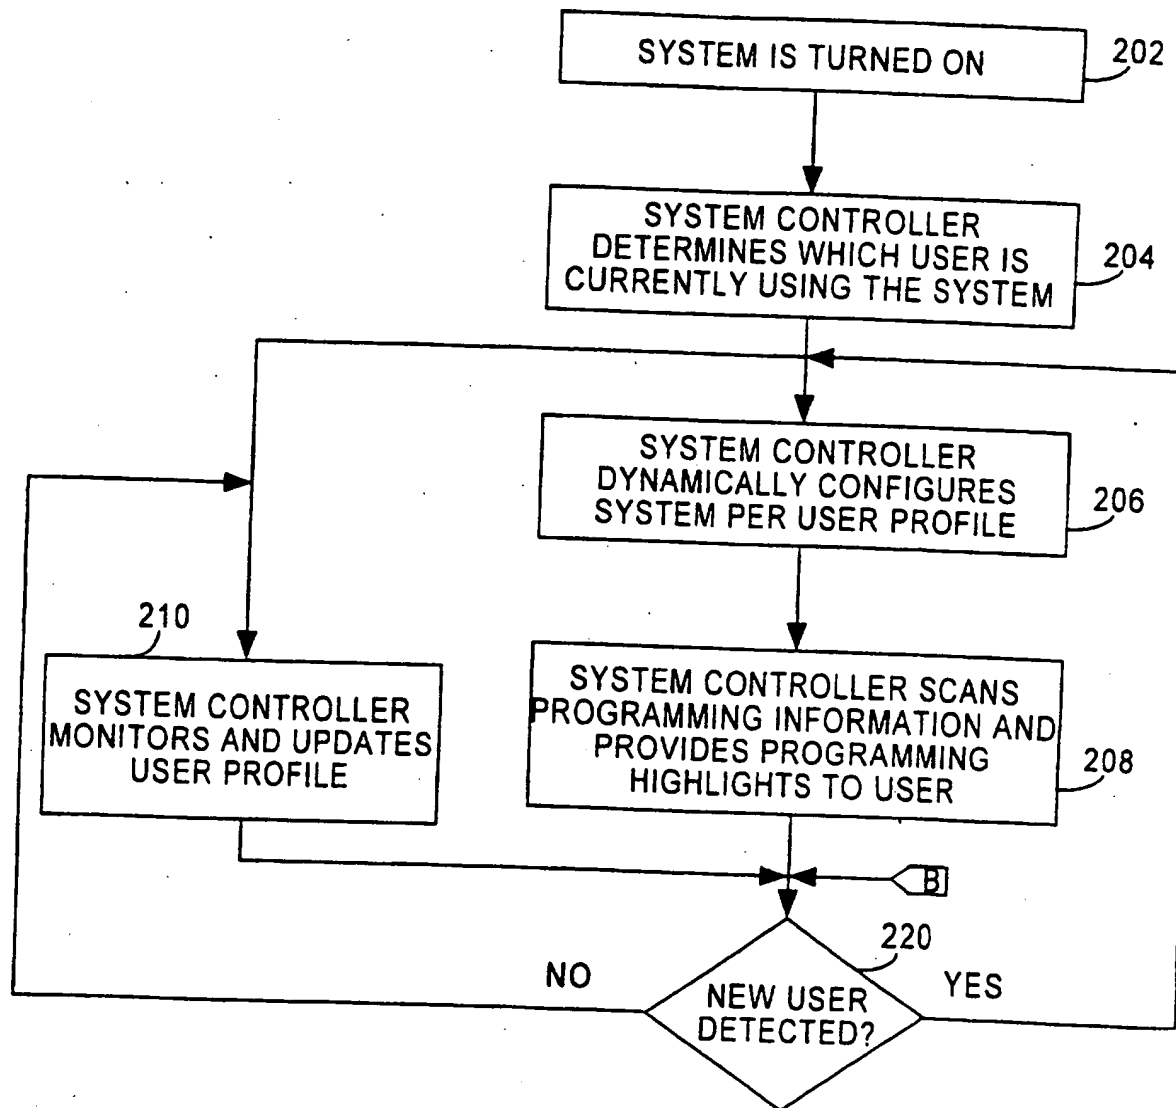 SYSTEM IS TURNED ON
202
SYSTEM CONTROLLER
DETERMINES WHICH USER IS
CURRENTLY USING THE SYSTEM
204
SYSTEM CONTROLLER
DYNAMICALLY CONFIGURES
SYSTEM PER USER PROFILE
206
210
SYSTEM CONTROLLER
MONITORS AND UPDATES
USER PROFILE
SYSTEM CONTROLLER SCANS
PROGRAMMING INFORMATION AND
PROVIDES PROGRAMMING
HIGHLIGHTS TO USER
208
B
220
NO
YES
NEW USER
DETECTED?